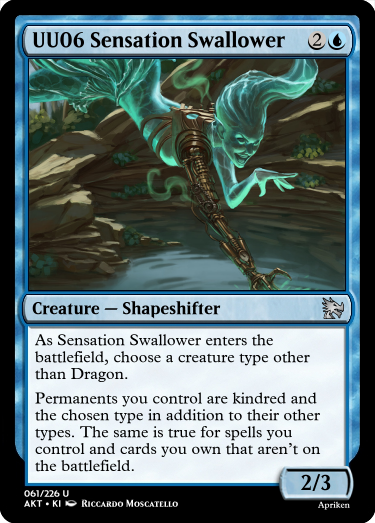 UU06 Sensation Swallower 2
Creature — Shapeshifter
As Sensation Swallower enters the
battlefield, choose a creature type other
than Dragon.
Permanents you control are kindred and
the chosen type in addition to their other
types. The same is true for spells you
control and cards you own that aren't on
the battlefield.
2/3
061/226 U
AKT • KI Riccardo Moscatello
Apriken